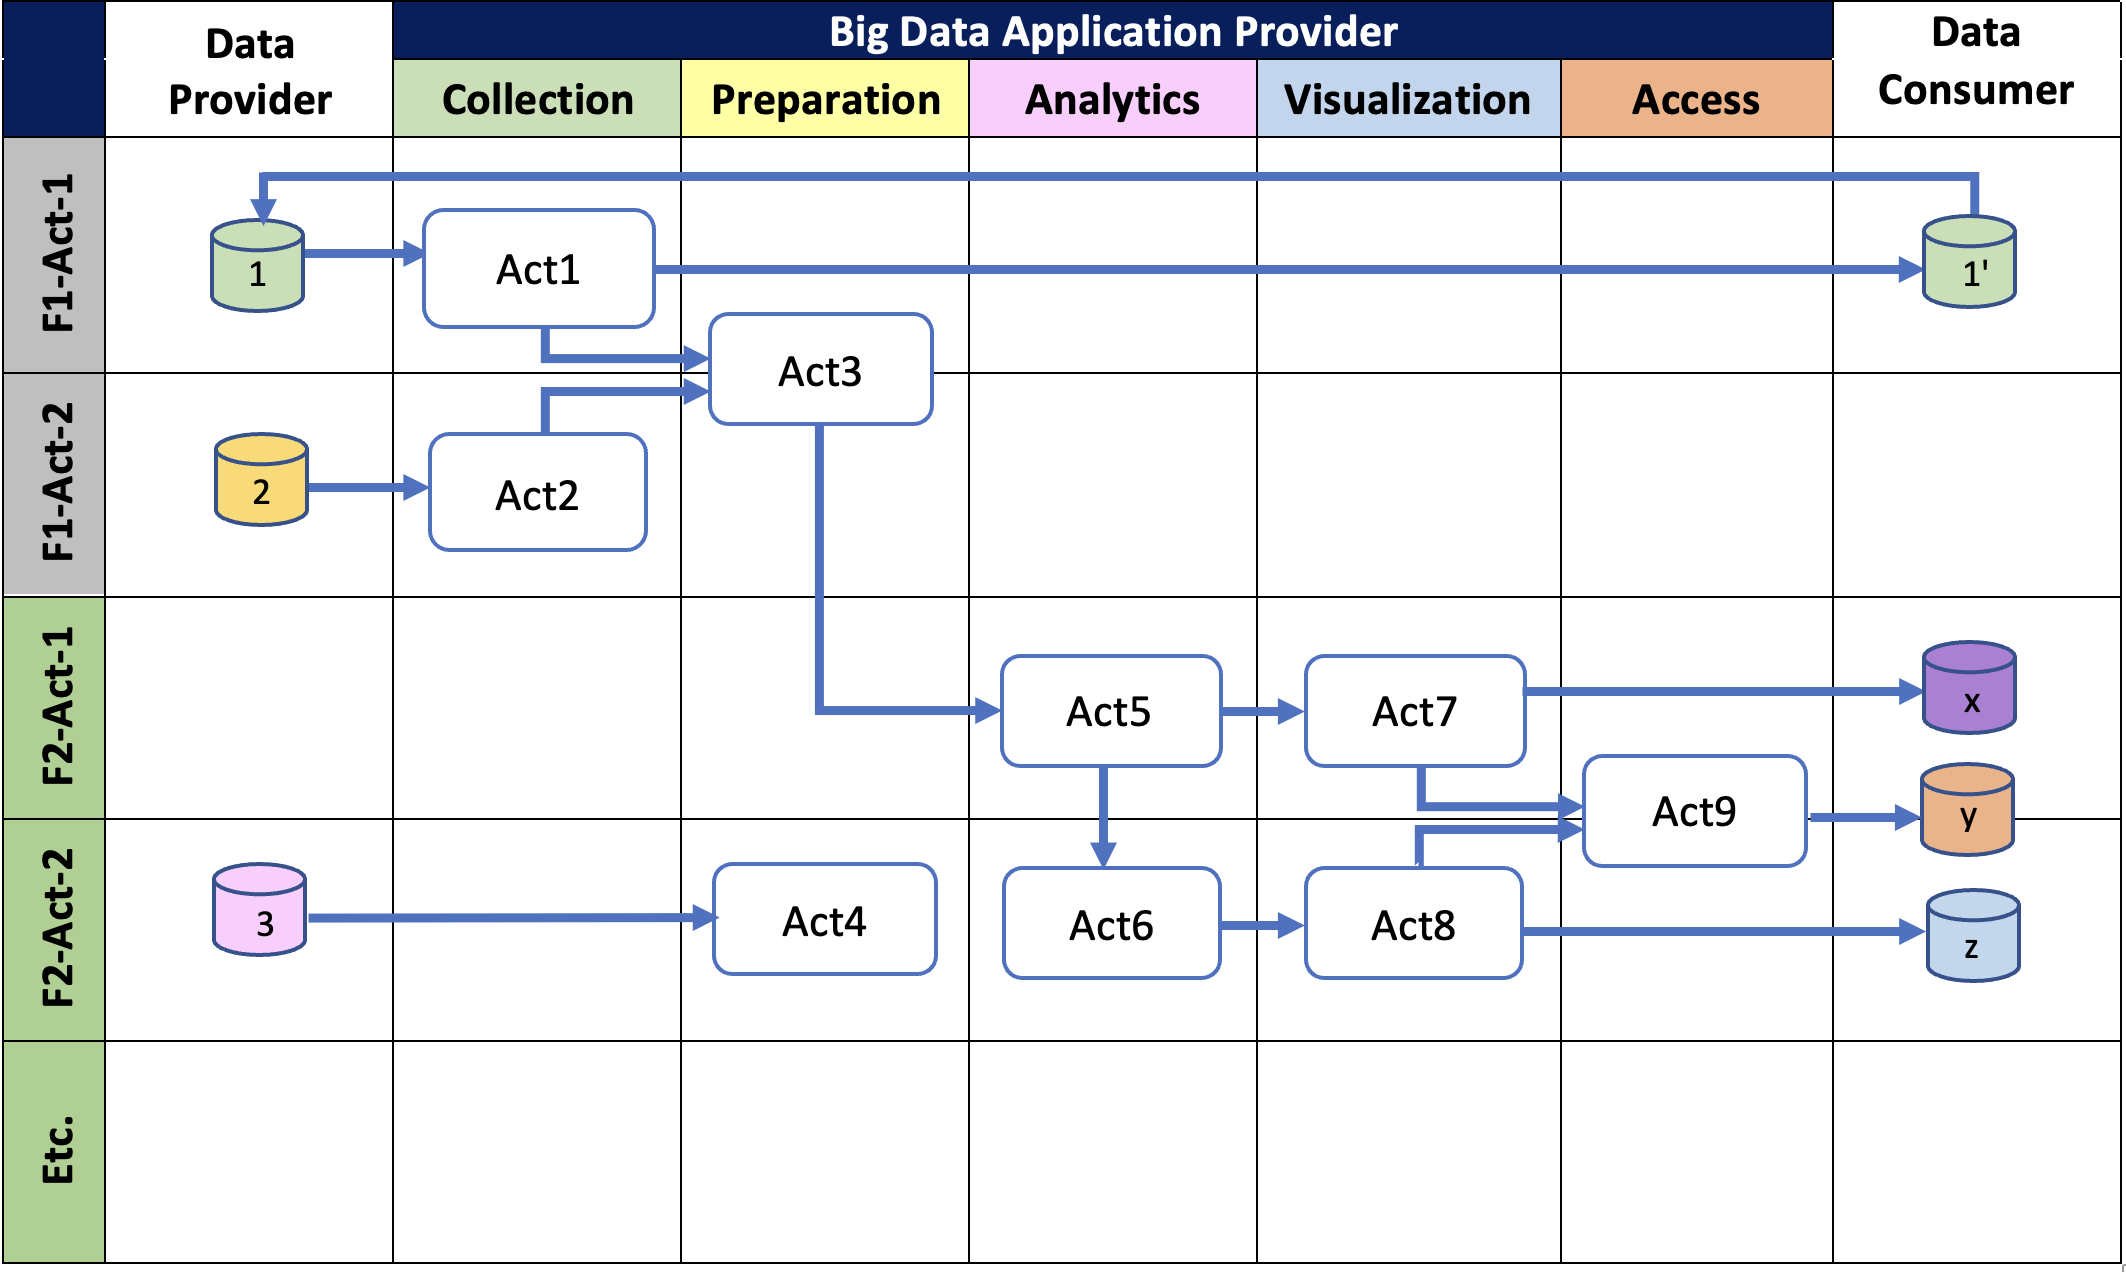 Data
Provider
Big Data Application Provider
Data
Consumer
Collection
Preparation
Analytics
Visualization
Access
F1-Act-1
1
Act1
1'
Act3
F1-Act-2
2
Act2
F2-Act-1
Act5
Act7
x
Act9
y
F2-Act-2
3
Act4
Act6
Act8
z
Etc.